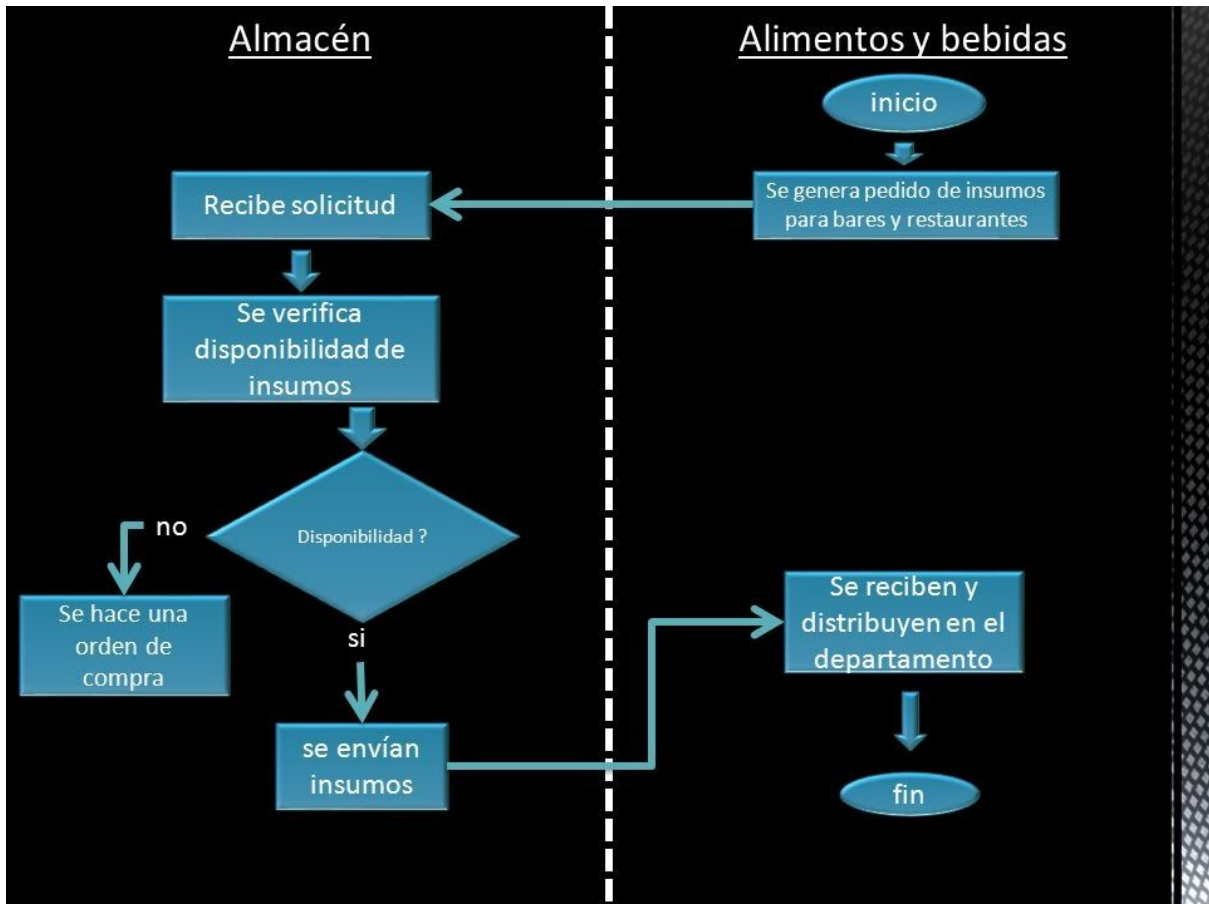 Almacén
Alimentos y bebidas
inicio
Se genera pedido de insumos
para bares y restaurantes
Recibe solicitud
Se verifica
disponibilidad de
insumos
Disponibilidad ?
no
Se hace una
orden de
compra
si
se envían
insumos
Se reciben y
distribuyen en el
departamento
fin